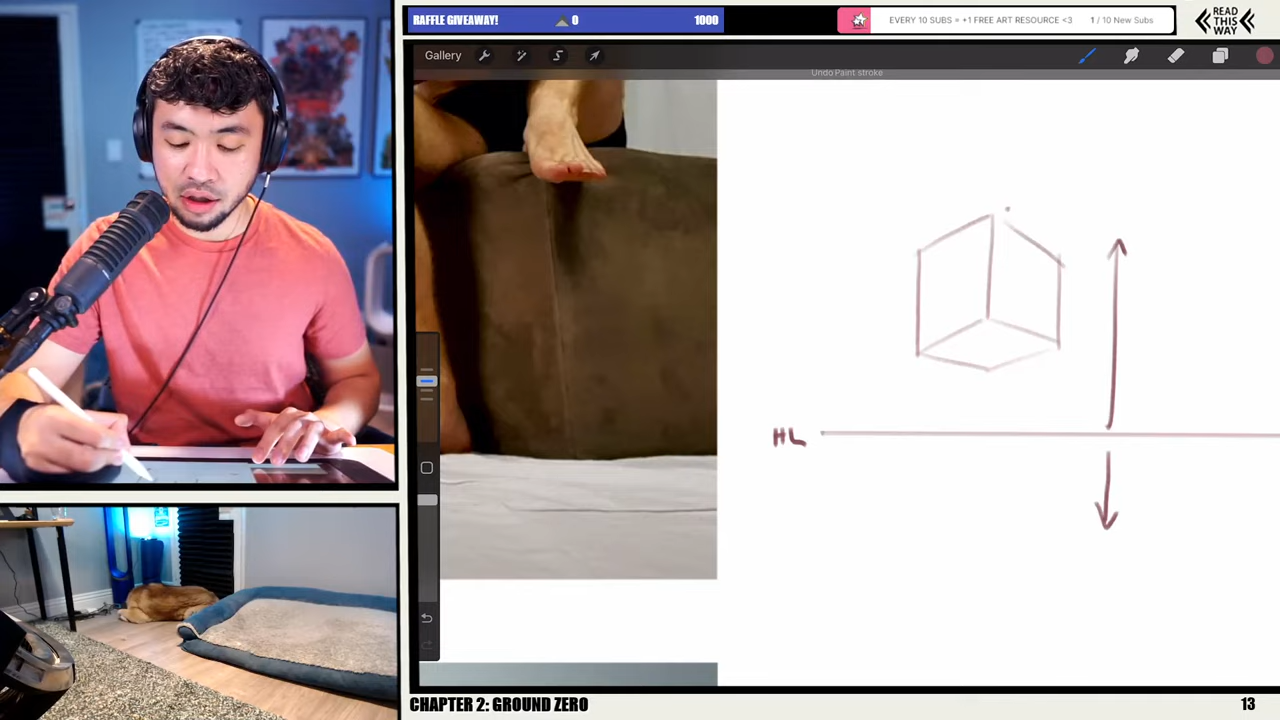 RAFFLE GIVEAWAY!
0
1000
EVERY 10 SUBS = +1 FREE ART RESOURCE <3
1 / 10 New Subs
READ
THIS
WAY
Gallery
Undo Paint stroke
HL
CHAPTER 2: GROUND ZERO
13